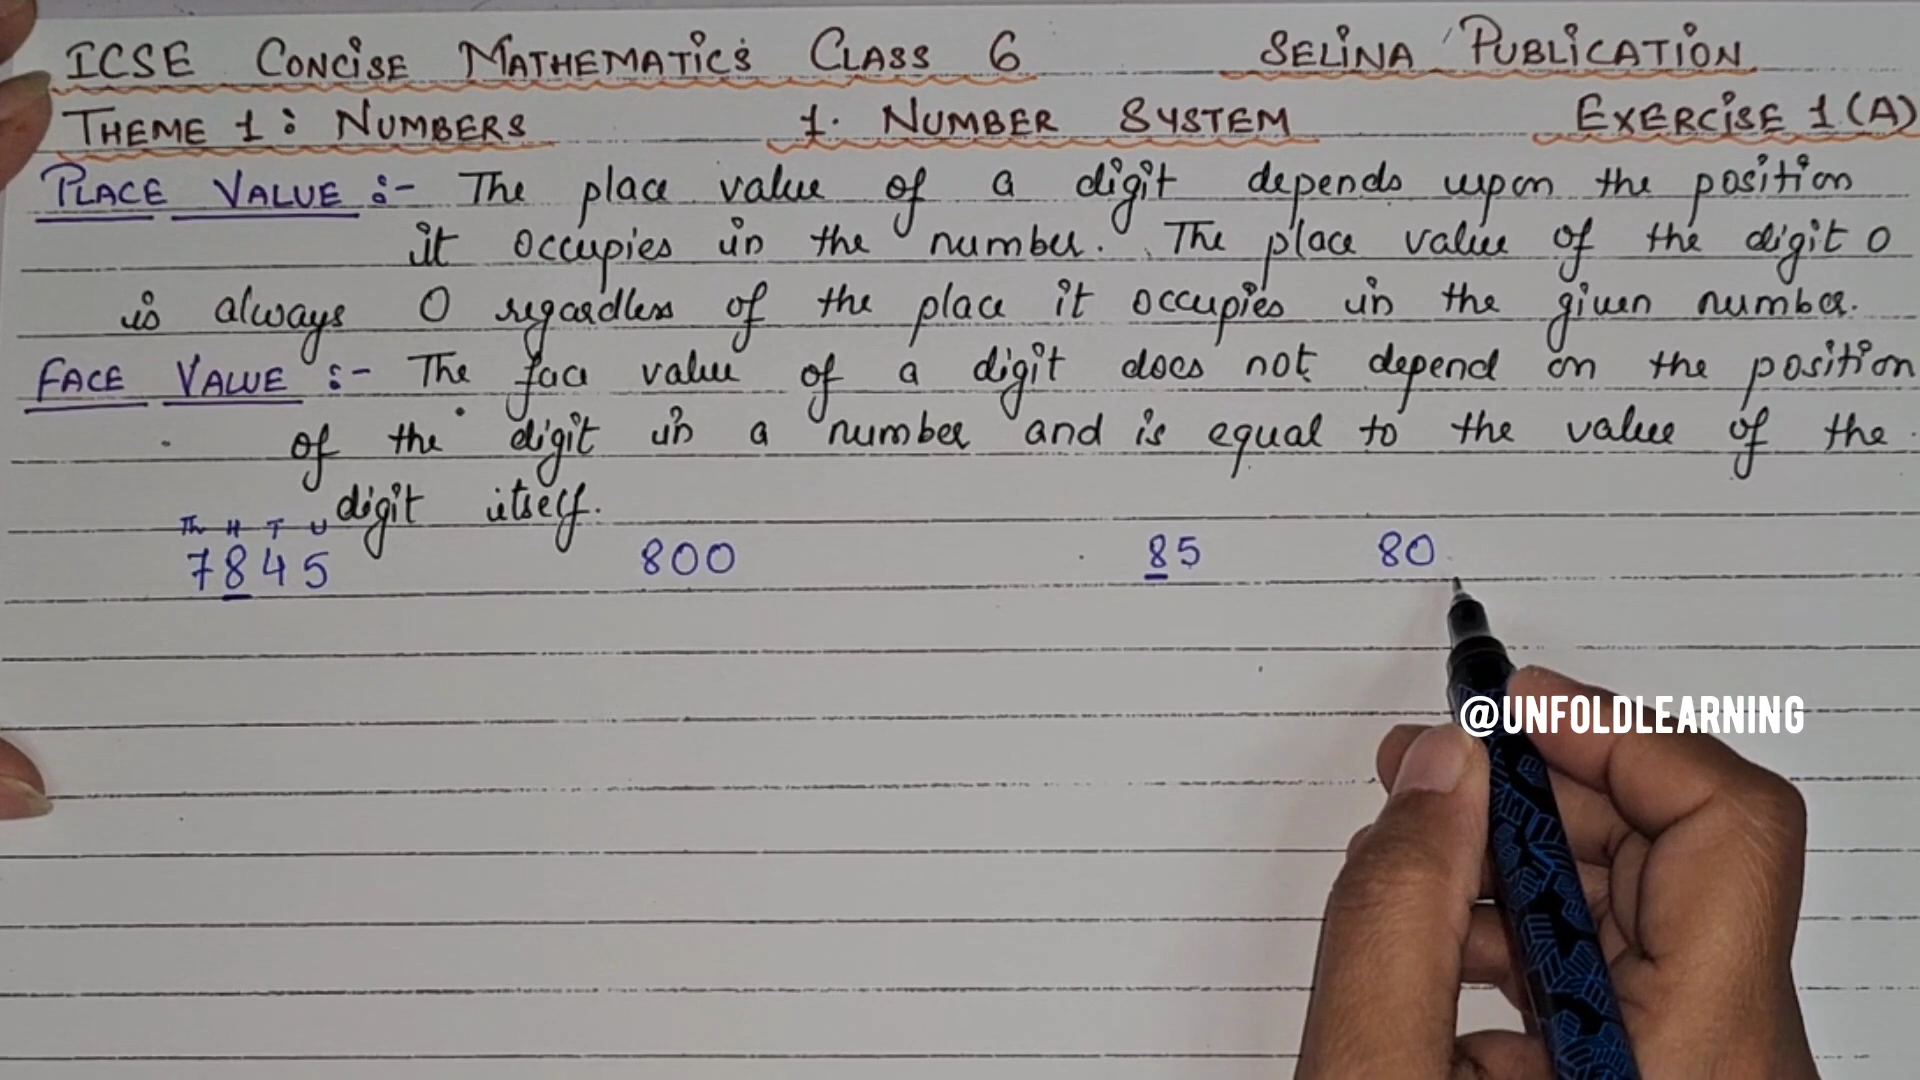 ICSE CONCISE MATHEMATICS CLASS 6 SELINA PUBLICATION
THEME 1: NUMBERS 1. NUMBER SYSTEM EXERCISE 1(A)
PLACE VALUE :- The place value of a digit depends upon the position
it occupies in the number. The place value of the digit 0
is always 0 regardless of the place it occupies in the given number.
FACE VALUE :- The face value of a digit does not depend on the position
of the digit in a number and is equal to the value of the
digit itself.
Th H T U
7845 800 85 80
@UNFOLDLEARNING